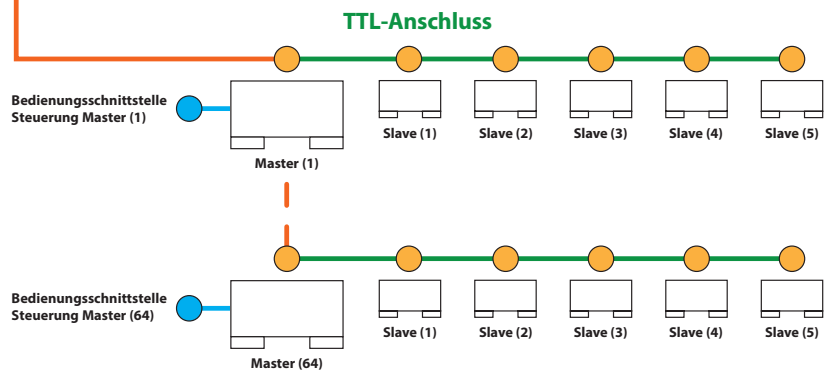 TTL-Anschluss
Bedienungsschnittstelle
Steuerung Master (1)
Master (1)
Slave (1)
Slave (2)
Slave (3)
Slave (4)
Slave (5)
Bedienungsschnittstelle
Steuerung Master (64)
Master (64)
Slave (1)
Slave (2)
Slave (3)
Slave (4)
Slave (5)